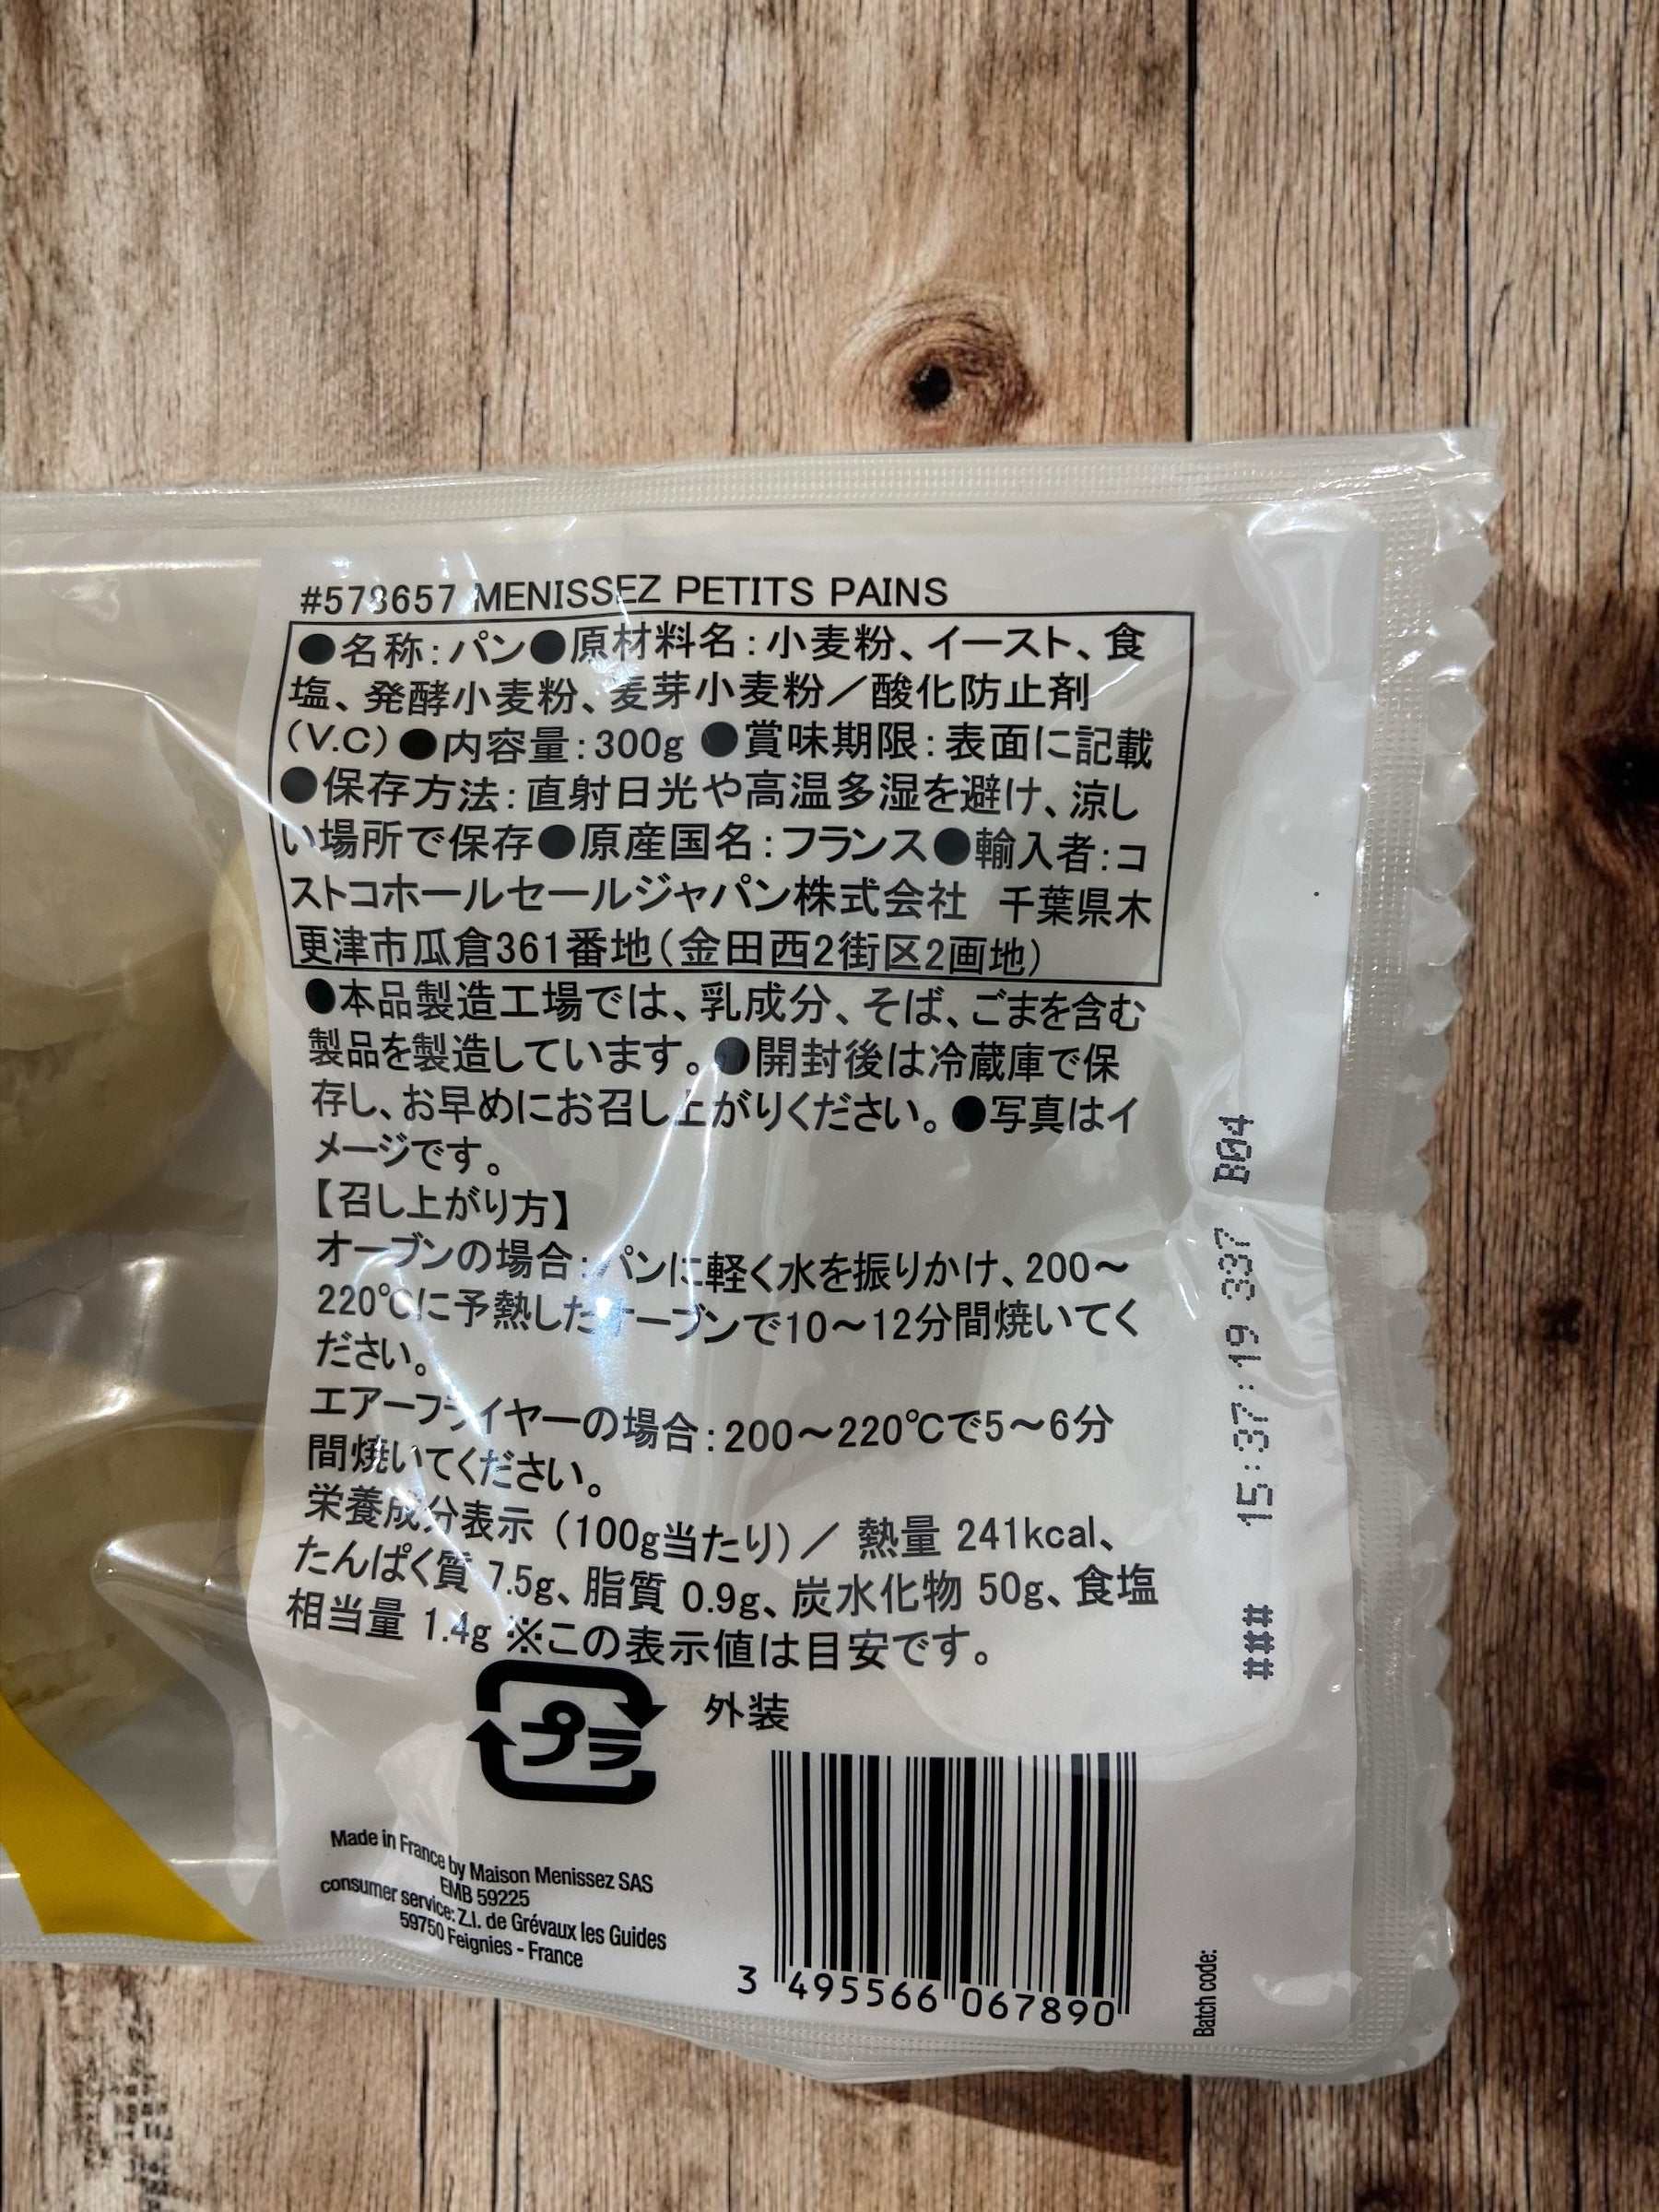 #578657 MENISSEZ PETITS PAINS
●名称:パン●原材料名:小麦粉、イースト、食
塩、発酵小麦粉、麦芽小麦粉／酸化防止剤
(V.C)●内容量:300g ●賞味期限:表面に記載
●保存方法:直射日光や高温多湿を避け、涼し
い場所で保存●原産国名:フランス●輸入者:コ
ストコホールセールジャパン株式会社 千葉県木
更津市瓜倉361番地(金田西2街区2画地)
●本品製造工場では、乳成分、そば、ごまを含む
製品を製造しています。●開封後は冷蔵庫で保
存し、お早めにお召し上がりください。●写真はイ
メージです。
【召し上がり方】
オーブンの場合:パンに軽く水を振りかけ、200～
220℃に予熱したオーブンで10～12分間焼いてく
ださい。
エアーフライヤーの場合:200～220℃で5～6分
間焼いてください。
栄養成分表示 (100g当たり)／ 熱量 241kcal、
たんぱく質 7.5g、脂質 0.9g、炭水化物 50g、食塩
相当量 1.4g ※この表示値は目安です。
プラ 外装
Made in France by Maison Menissez SAS
EMB 59225
consumer service: Z.I. de Grévaux les Guides
59750 Feignies - France
3 495566 067890
Batch code:
### 15:37:19 337 B04